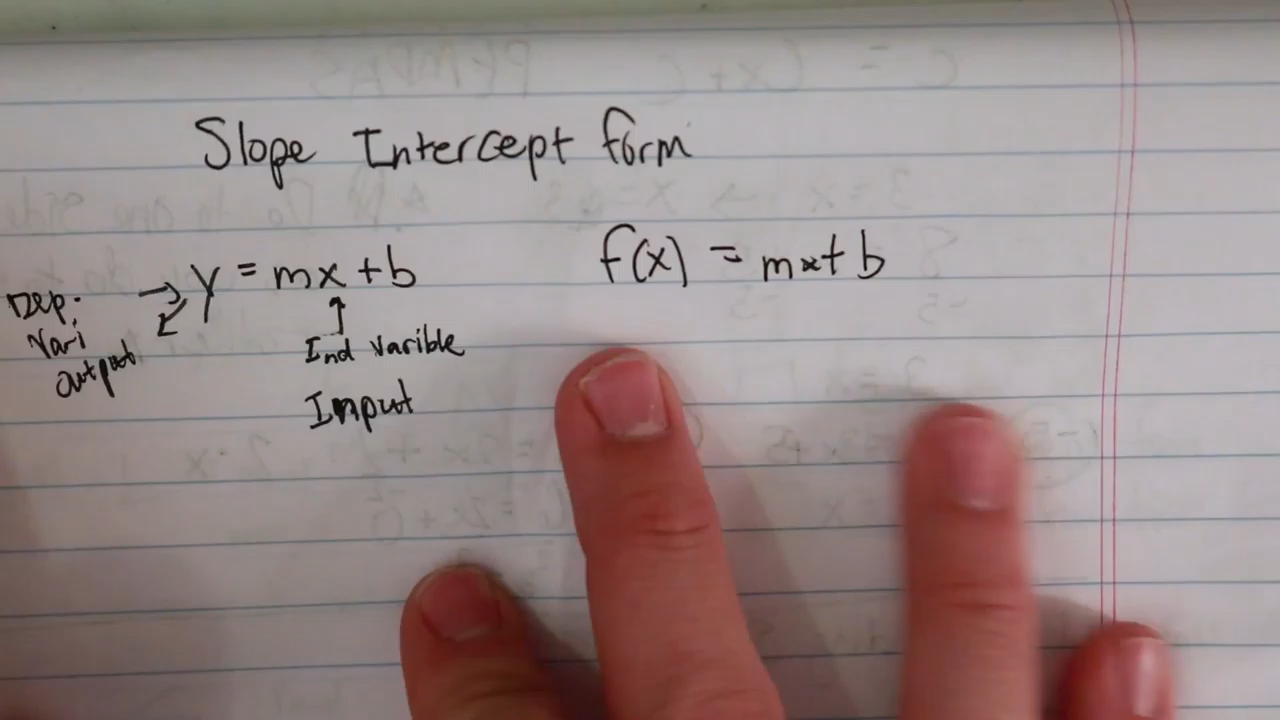 Slope Intercept form
y = mx + b
f(x) = mx + b
Dep.
Vari
output
Ind varible
Input